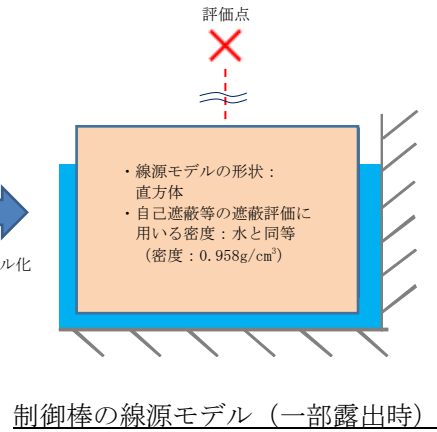 評価点
・線源モデルの形状：
直方体
・自己遮蔽等の遮蔽評価に
用いる密度：水と同等
（密度：0.958g/cm³）
ル化
制御棒の線源モデル（一部露出時）